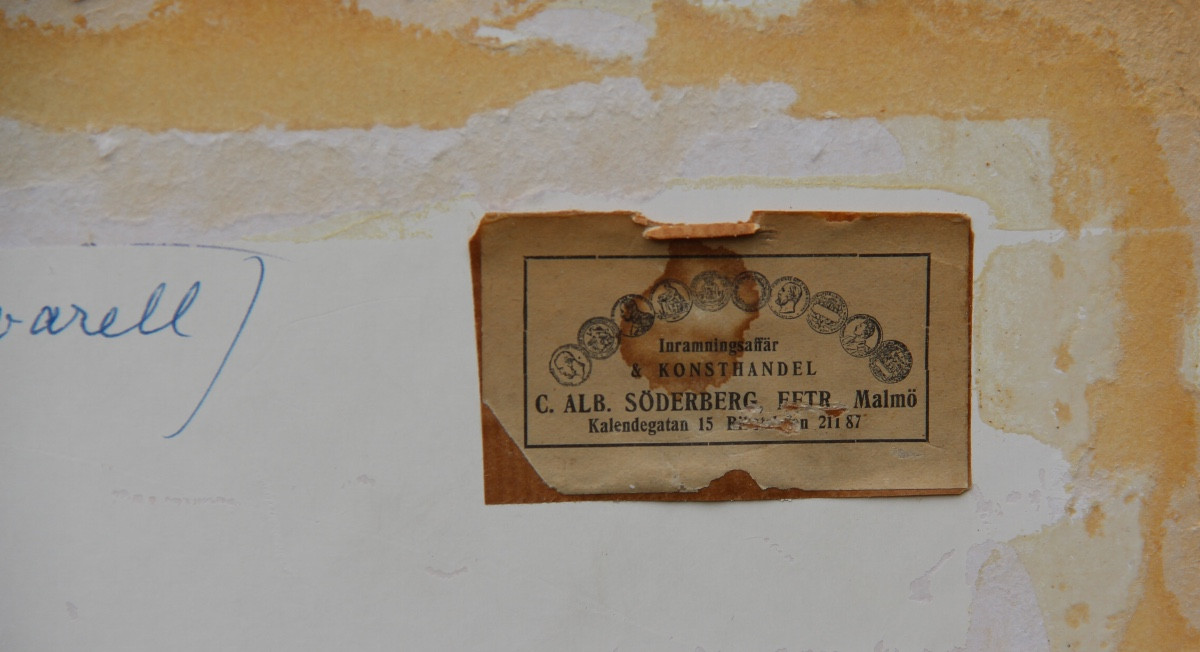 varell)
Inramningsaffär
& KONSTHANDEL
C. ALB. SÖDERBERG EFTR. Malmö
Kalendegatan 15 211 87